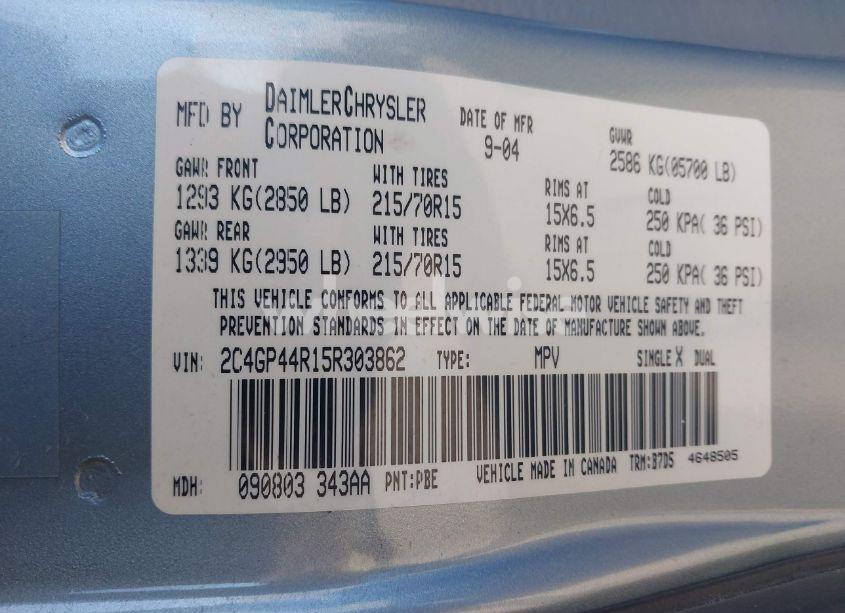 MFD BY DAIMLERCHRYSLER CORPORATION DATE OF MFR 9-04 GVWR 2586 KG(05700 LB)
GAWR FRONT WITH TIRES RIMS AT COLD
1293 KG(2850 LB) 215/70R15 15X6.5 250 KPA( 36 PSI)
GAWR REAR WITH TIRES RIMS AT COLD
1339 KG(2950 LB) 215/70R15 15X6.5 250 KPA( 36 PSI)
THIS VEHICLE CONFORMS TO ALL APPLICABLE FEDERAL MOTOR VEHICLE SAFETY AND THEFT
PREVENTION STANDARDS IN EFFECT ON THE DATE OF MANUFACTURE SHOWN ABOVE.
VIN: 2C4GP44R15R303862 TYPE: MPV SINGLE X DUAL
MDH: 090803 343AA PNT:PBE VEHICLE MADE IN CANADA TRM:B7D5 4648505